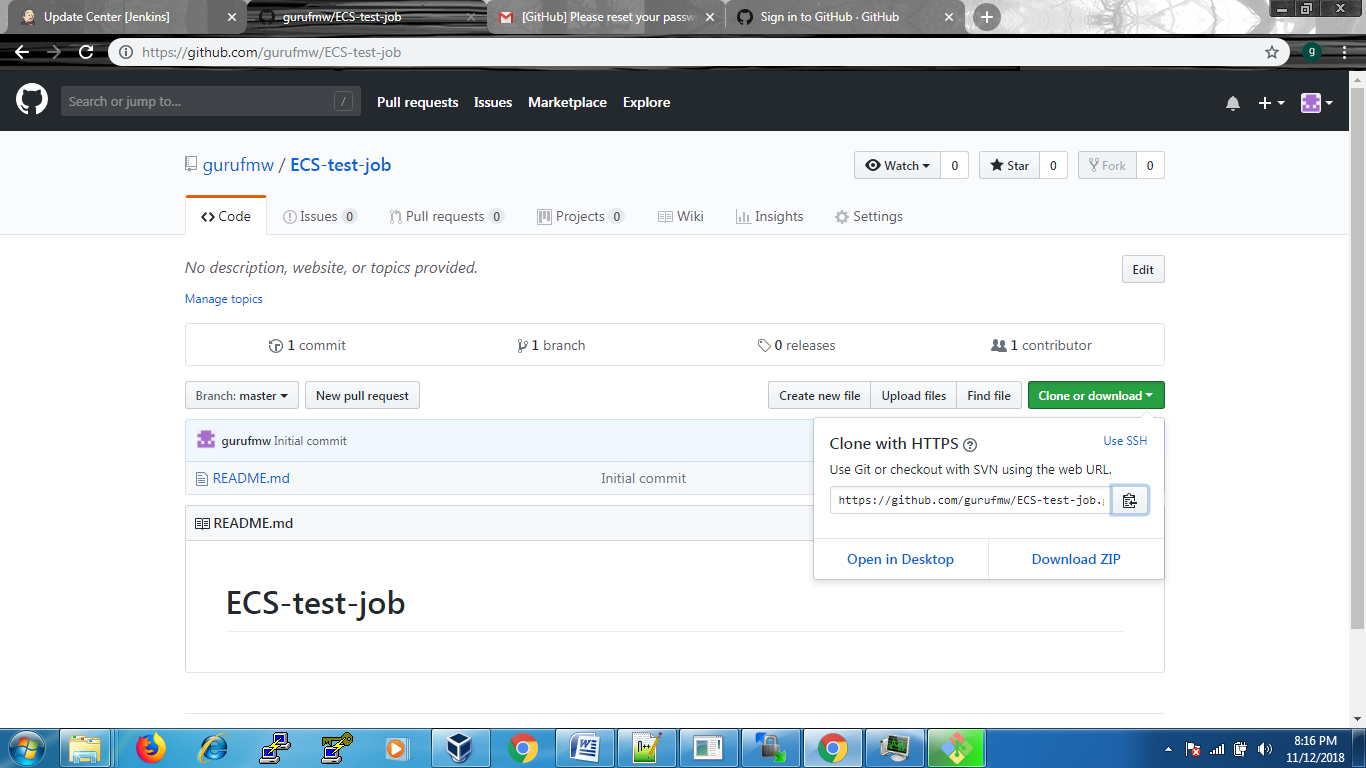 Update Center [Jenkins]
gurufmw/ECS-test-job
[GitHub] Please reset your passw
Sign in to GitHub · GitHub
https://github.com/gurufmw/ECS-test-job
g
Search or jump to...
/
Pull requests
Issues
Marketplace
Explore
gurufmw / ECS-test-job
Watch 0
Star 0
Fork 0
Code
Issues 0
Pull requests 0
Projects 0
Wiki
Insights
Settings
No description, website, or topics provided.
Edit
Manage topics
1 commit
1 branch
0 releases
1 contributor
Branch: master
New pull request
Create new file
Upload files
Find file
Clone or download
gurufmw Initial commit
README.md
Initial commit
Clone with HTTPS
Use SSH
Use Git or checkout with SVN using the web URL.
https://github.com/gurufmw/ECS-test-job.g
Open in Desktop
Download ZIP
README.md
ECS-test-job
8:16 PM
11/12/2018